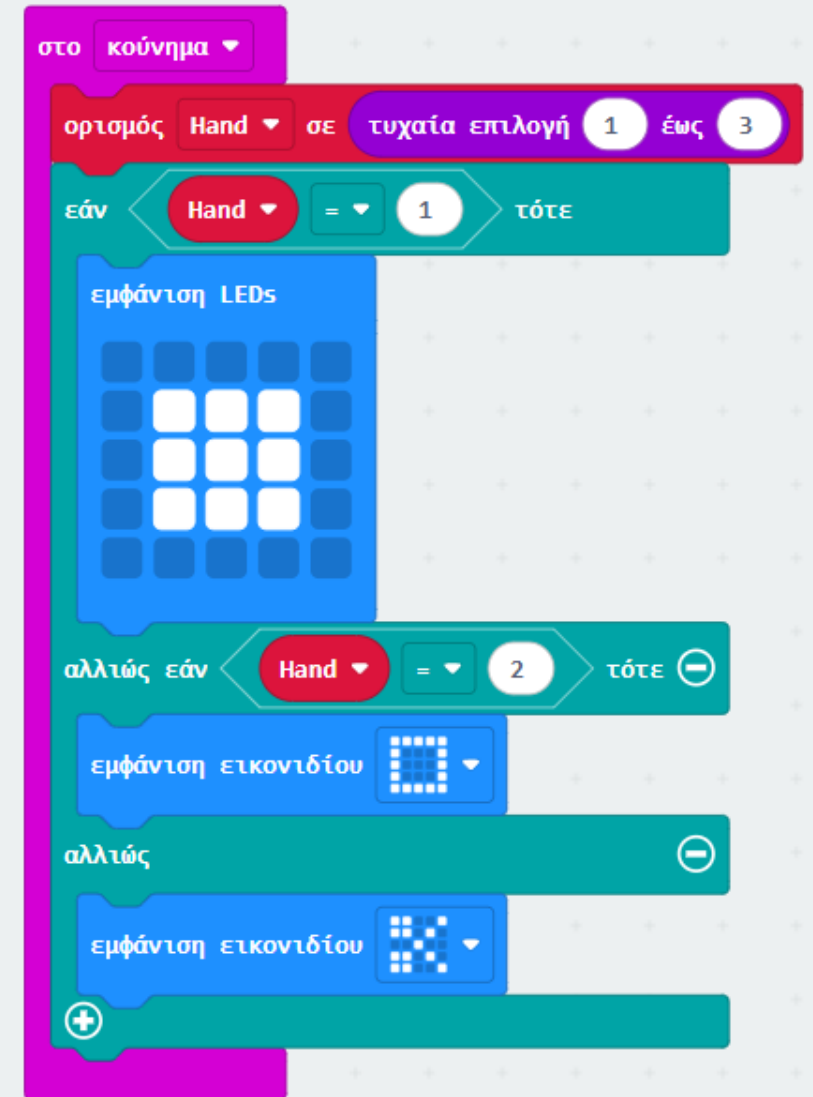 στο κούνημα
ορισμός Hand σε τυχαία επιλογή 1 έως 3
εάν Hand = 1 τότε
εμφάνιση LEDs
αλλιώς εάν Hand = 2 τότε
εμφάνιση εικονιδίου
αλλιώς
εμφάνιση εικονιδίου